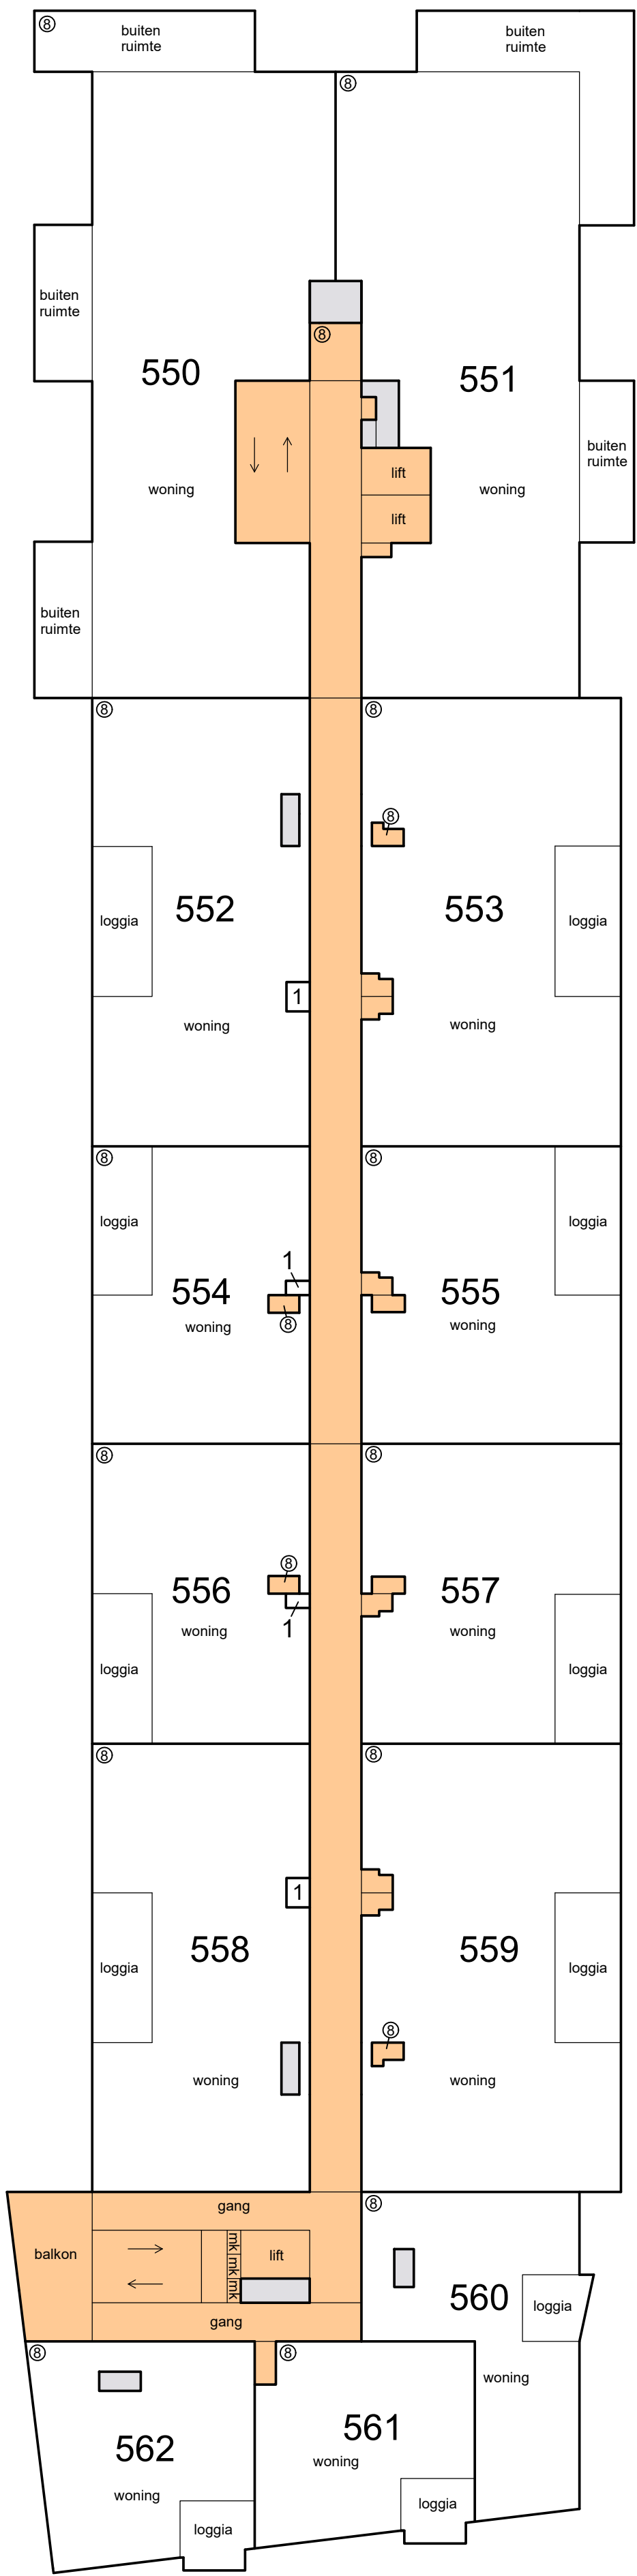 ⑧
buiten
ruimte
buiten
ruimte
⑧
buiten
ruimte
⑧
550
551
buiten
ruimte
lift
woning
woning
lift
buiten
ruimte
⑧
⑧
⑧
552
553
loggia
loggia
1
woning
woning
⑧
⑧
loggia
loggia
1
554
555
⑧
woning
woning
⑧
⑧
⑧
556
557
1
woning
woning
loggia
loggia
⑧
⑧
1
558
559
loggia
loggia
⑧
woning
woning
⑧
gang
balkon
mk
mk
mk
lift
560
loggia
gang
⑧
⑧
woning
561
562
woning
woning
loggia
loggia